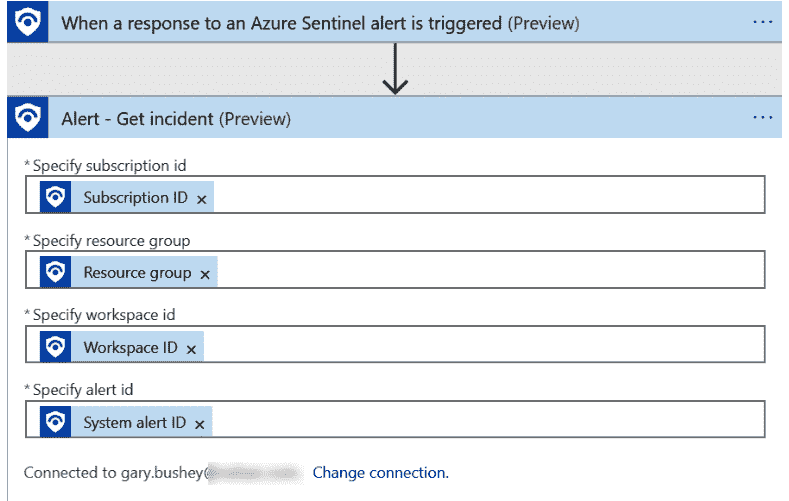 When a response to an Azure Sentinel alert is triggered (Preview)
Alert - Get incident (Preview)
* Specify subscription id
Subscription ID ×
* Specify resource group
Resource group ×
* Specify workspace id
Workspace ID ×
* Specify alert id
System alert ID ×
Connected to gary.bushey@ Change connection.